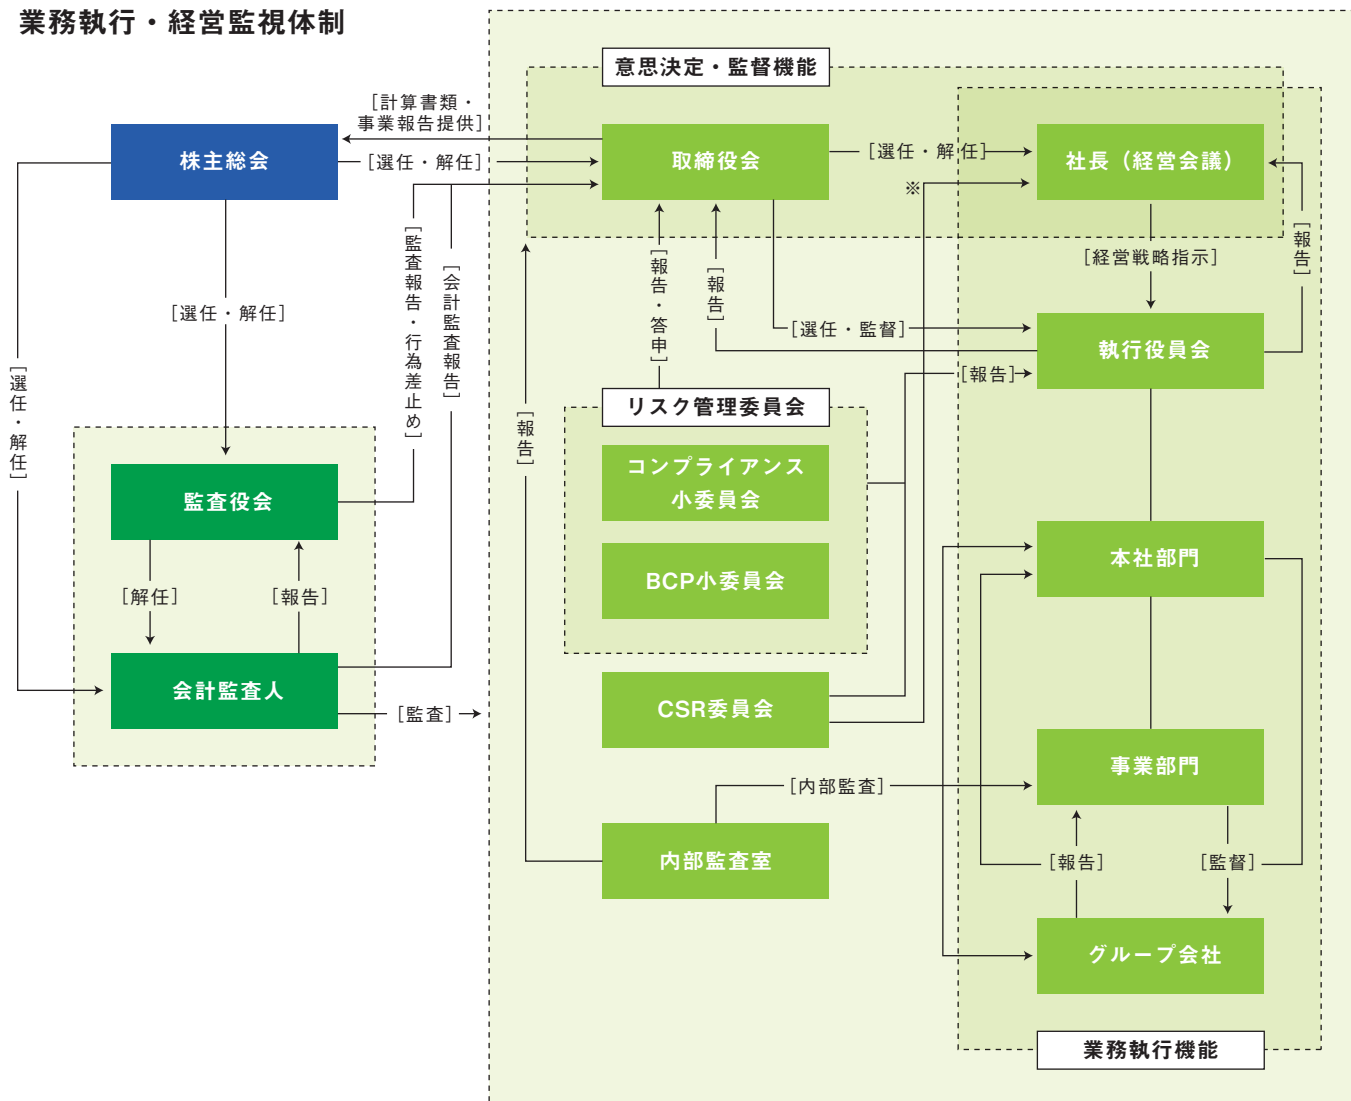 業務執行・経営監視体制
意思決定・監督機能
［計算書類・
事業報告提供］
株主総会
［選任・解任］
取締役会
［選任・解任］
社長（経営会議）
※
［監査報告・行為差止め］
［会計監査報告］
［報告・答申］
［報告］
［経営戦略指示］
［報告］
［選任・解任］
［選任・監督］
執行役員会
［選任・解任］
［報告］
［報告］
リスク管理委員会
コンプライアンス
小委員会
監査役会
BCP小委員会
本社部門
［解任］
［報告］
会計監査人
［監査］
CSR委員会
事業部門
［内部監査］
内部監査室
［報告］
［監督］
グループ会社
業務執行機能